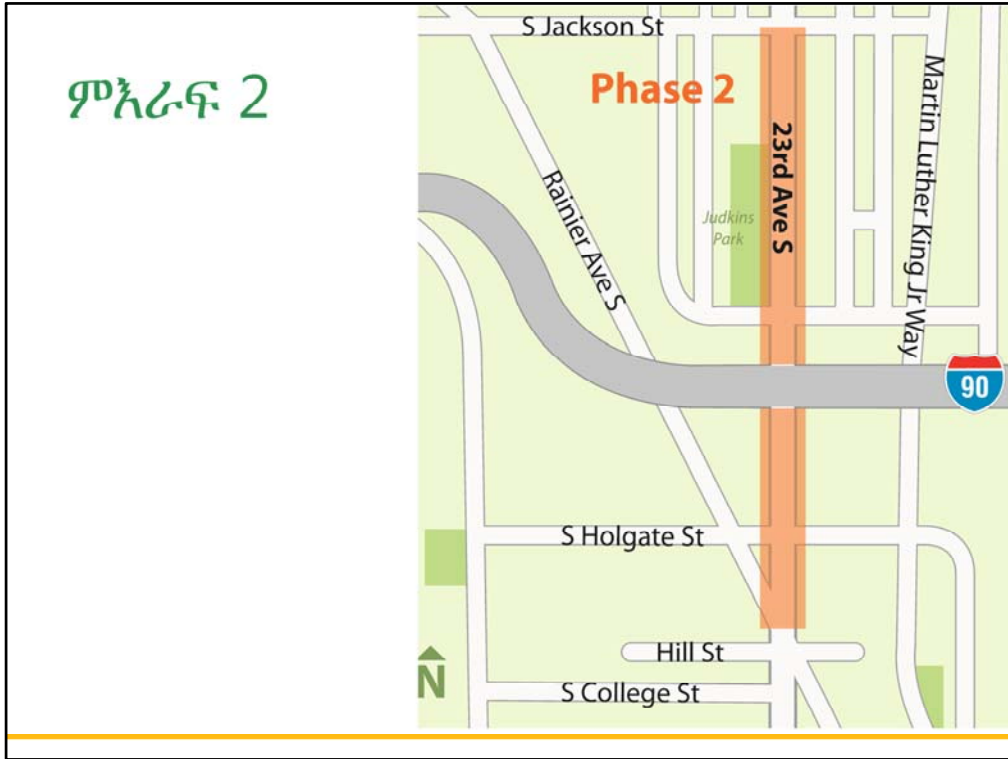 ምእራፍ 2
S Jackson St
Phase 2
23rd Ave S
Martin Luther King Jr Way
Rainier Ave S
Judkins
Park
90
S Holgate St
Hill St
N
S College St